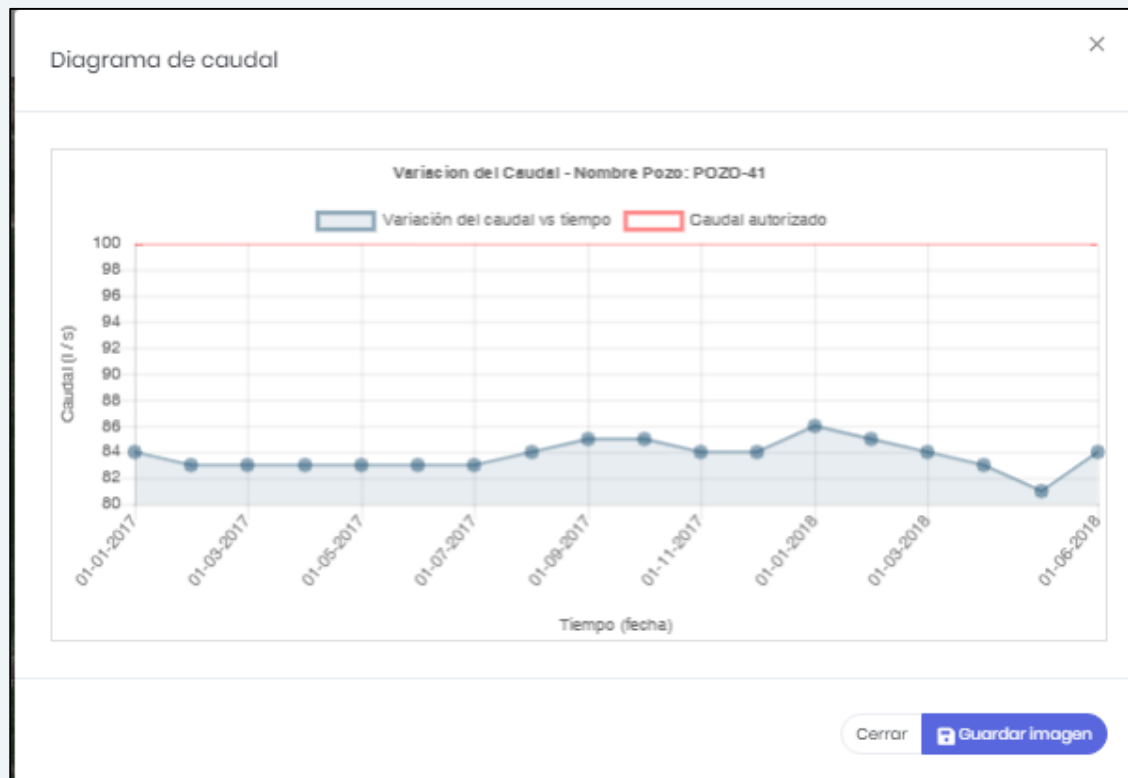 Diagrama de caudal
×
Variacion del Caudal - Nombre Pozo: POZO-41
Variación del caudal vs tiempo
Caudal autorizado
Caudal (l / s)
100
98
96
94
92
90
88
86
84
82
80
01-01-2017
01-03-2017
01-05-2017
01-07-2017
01-09-2017
01-11-2017
01-01-2018
01-03-2018
01-06-2018
Tiempo (fecha)
Cerrar
Guardar imagen